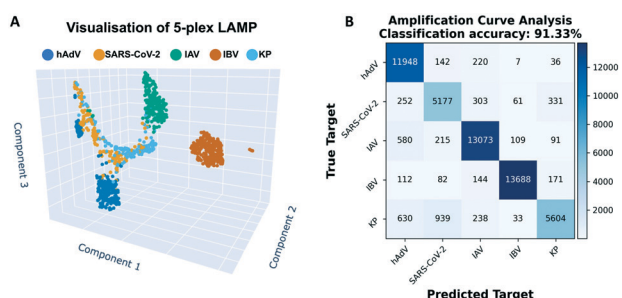 A
Visualisation of 5-plex LAMP
hAdV SARS-CoV-2 IAV IBV KP
Component 3
Component 1
Component 2
B
Amplification Curve Analysis
Classification accuracy: 91.33%
True Target
hAdV 11948 142 220 7 36
SARS-CoV-2 252 5177 303 61 331
IAV 580 215 13073 109 91
IBV 112 82 144 13688 171
KP 630 939 238 33 5604
hAdV SARS-CoV-2 IAV IBV KP
Predicted Target
12000
10000
8000
6000
4000
2000